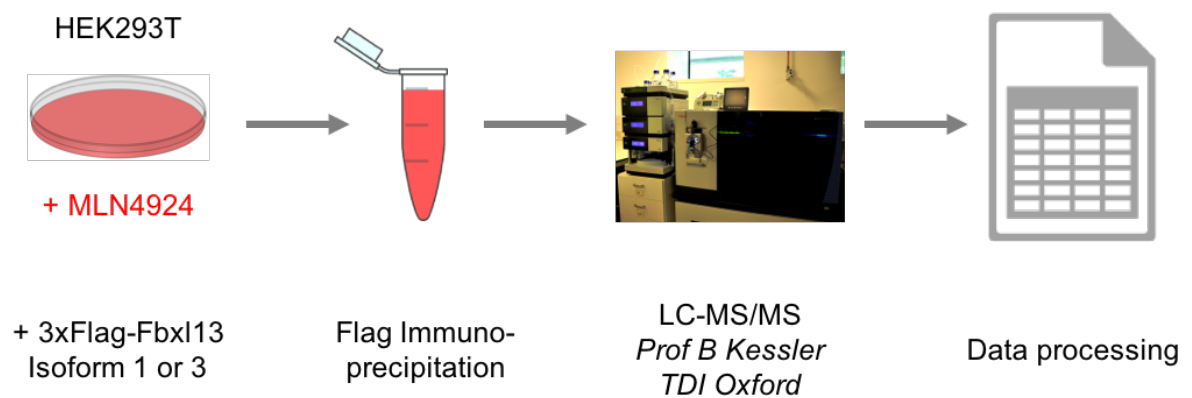 HEK293T
+ MLN4924
+ 3xFlag-Fbxl13
Isoform 1 or 3
Flag Immuno-
precipitation
LC-MS/MS
Prof B Kessler
TDI Oxford
Data processing